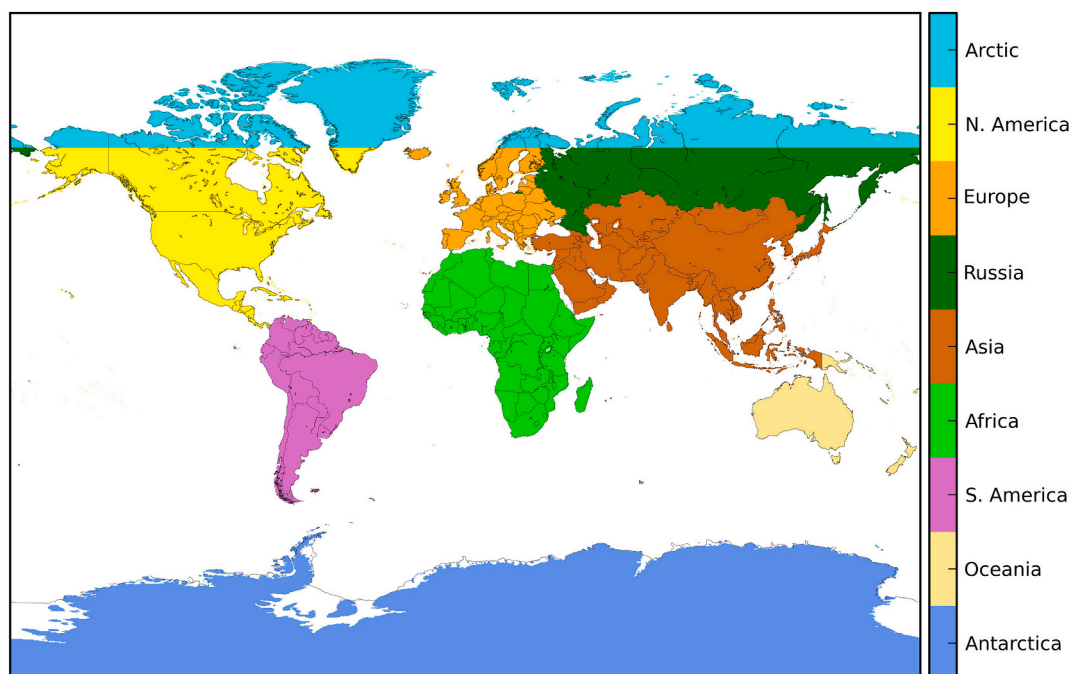 Arctic
N. America
Europe
Russia
Asia
Africa
S. America
Oceania
Antarctica